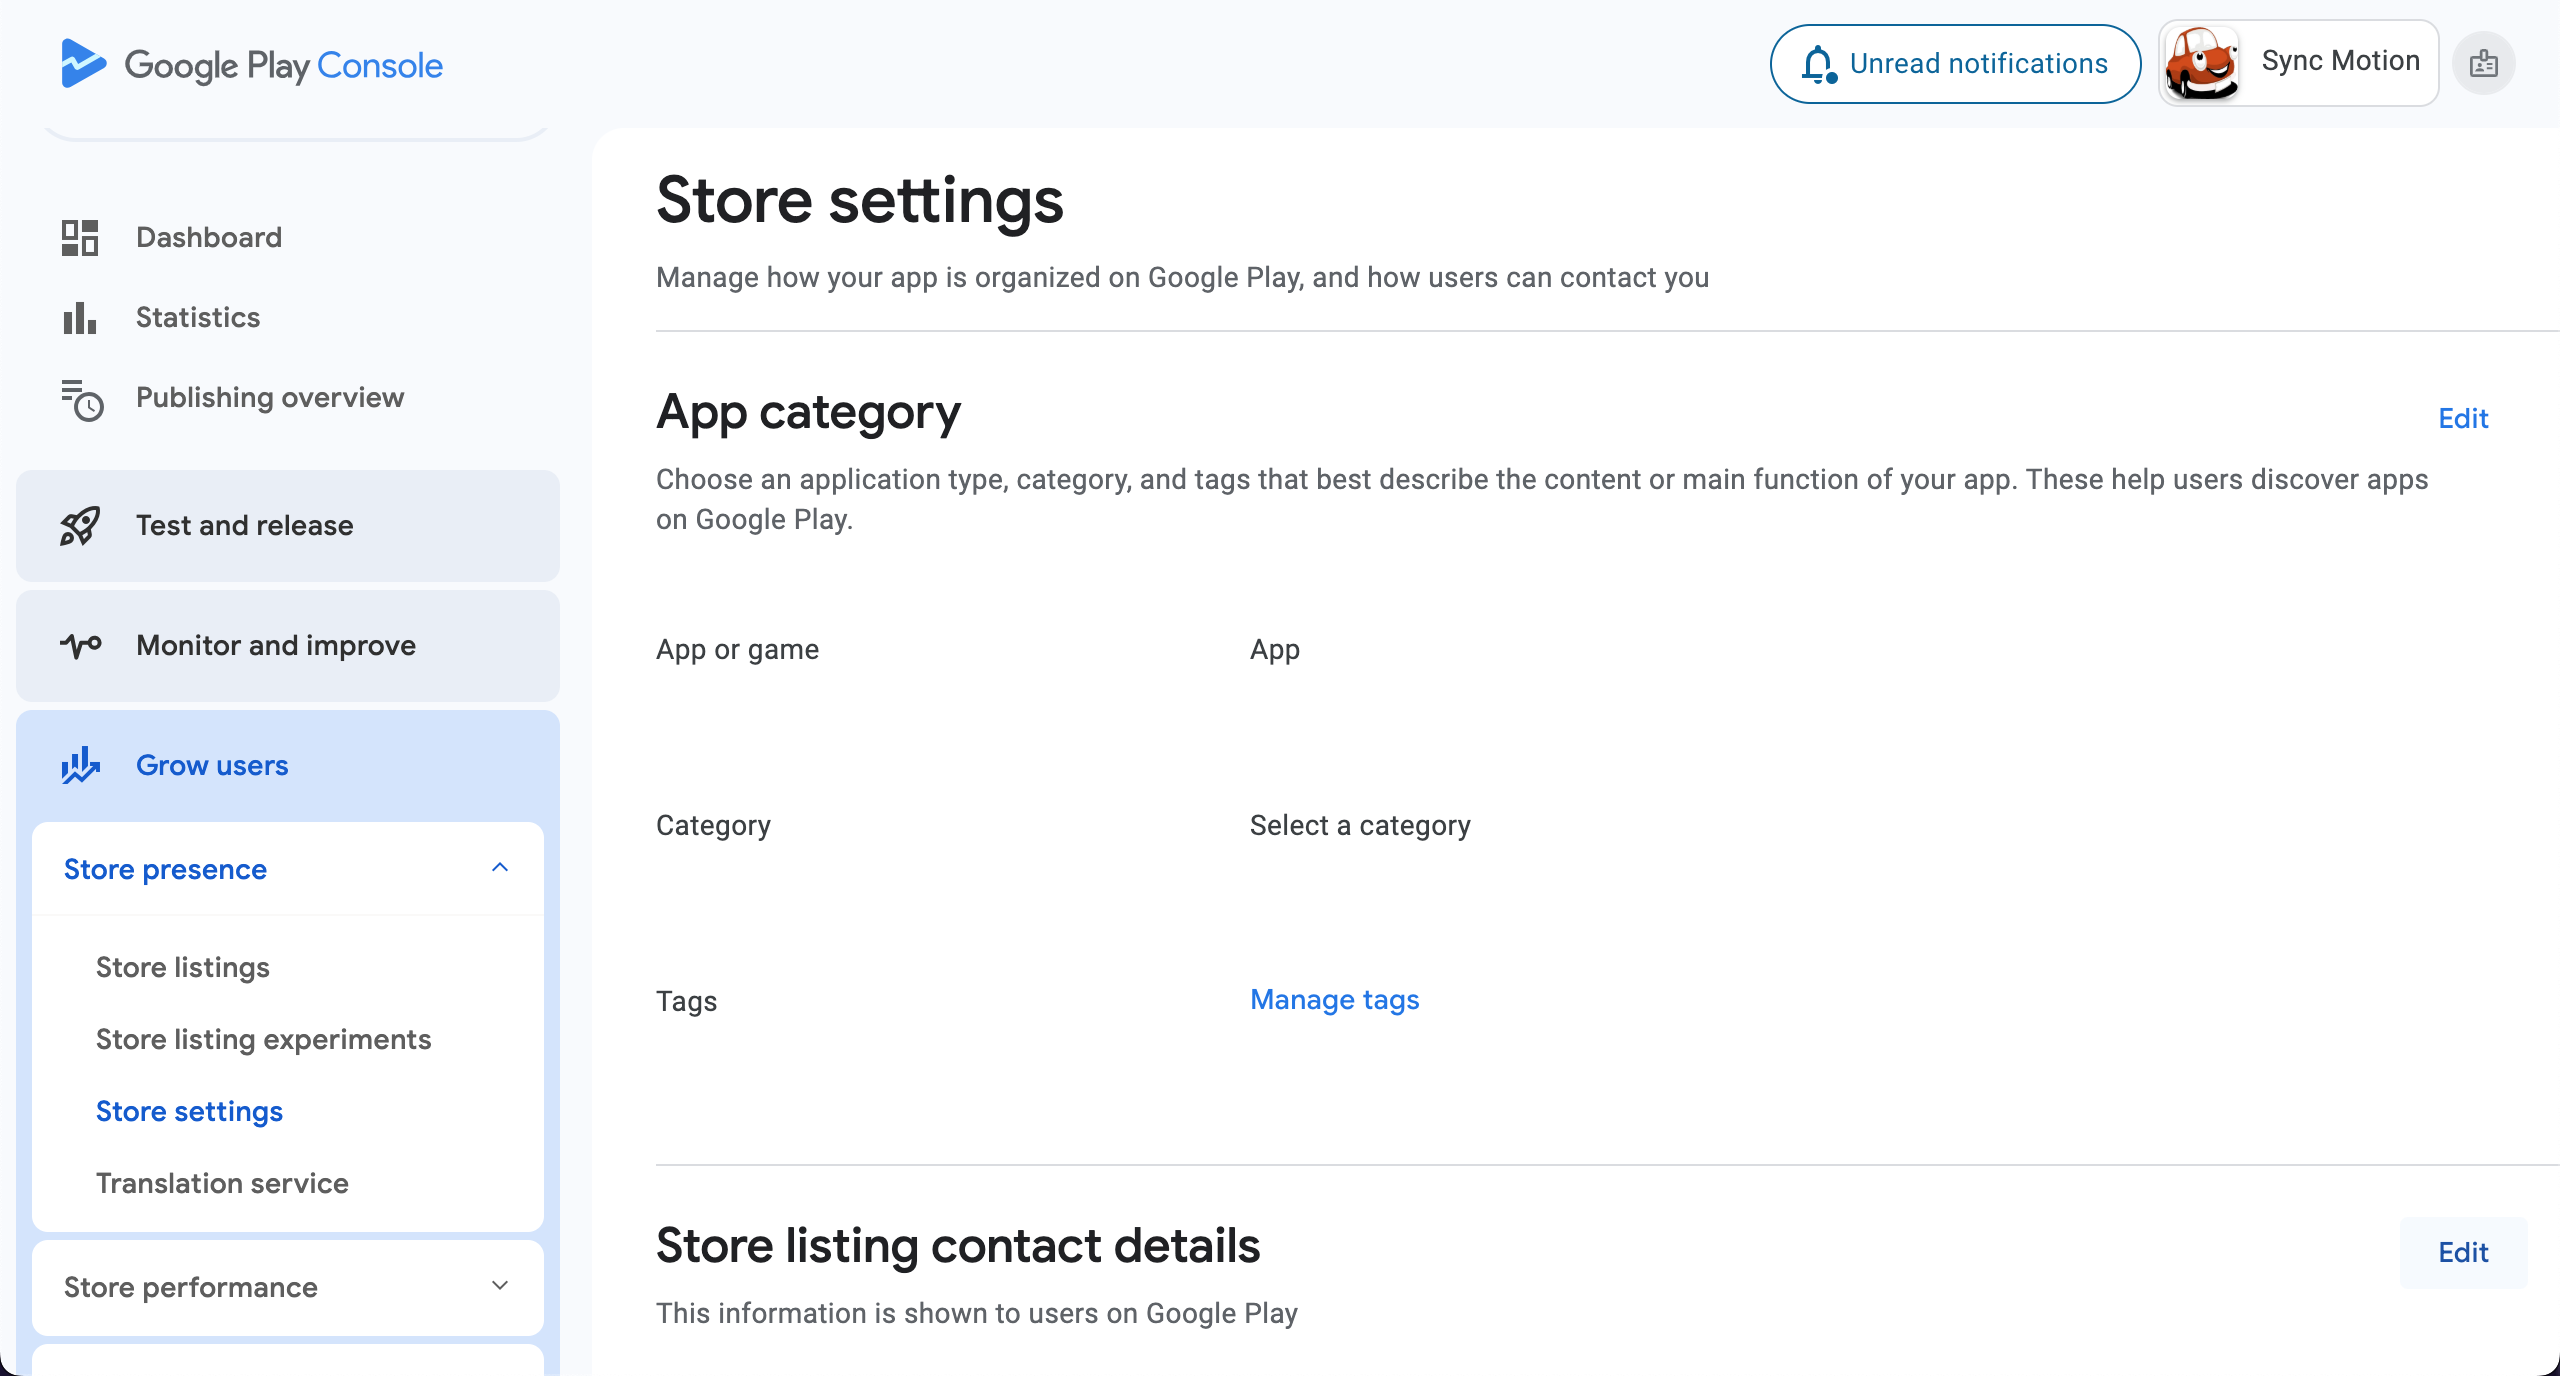 Google Play Console
Unread notifications
Sync Motion
Dashboard
Statistics
Publishing overview
Test and release
Monitor and improve
Grow users
Store presence
Store listings
Store listing experiments
Store settings
Translation service
Store performance
Store settings
Manage how your app is organized on Google Play, and how users can contact you
App category
Edit
Choose an application type, category, and tags that best describe the content or main function of your app. These help users discover apps
on Google Play.
App or game
App
Category
Select a category
Tags
Manage tags
Store listing contact details
Edit
This information is shown to users on Google Play